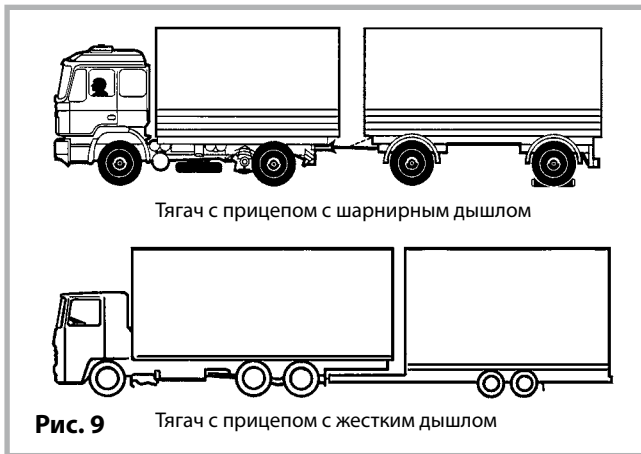 Тягач с прицепом с шарнирным дышлом
Рис. 9
Тягач с прицепом с жестким дышлом